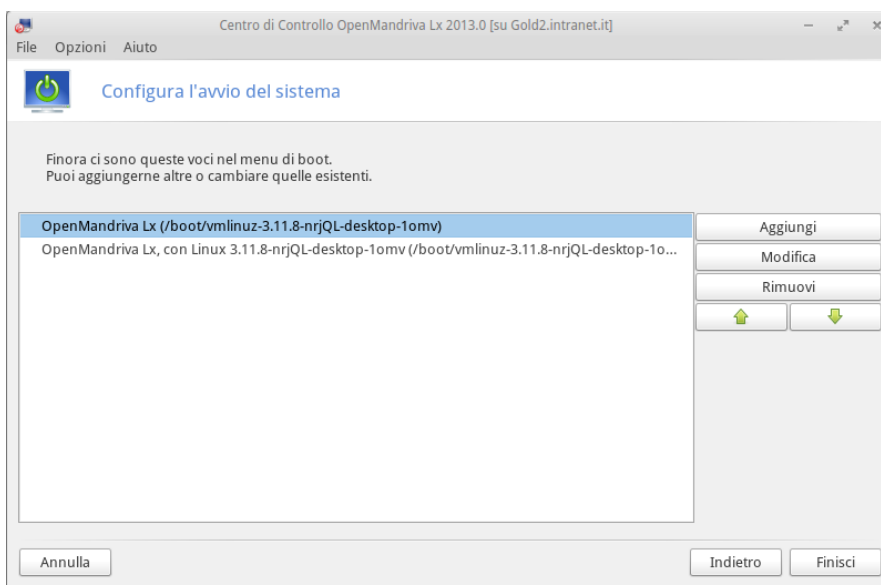 Centro di Controllo OpenMandriva Lx 2013.0 [su Gold2.intranet.it]
File Opzioni Aiuto
Configura l'avvio del sistema
Finora ci sono queste voci nel menu di boot.
Puoi aggiungerne altre o cambiare quelle esistenti.
OpenMandriva Lx (/boot/vmlinuz-3.11.8-nrjQL-desktop-1omv)
OpenMandriva Lx, con Linux 3.11.8-nrjQL-desktop-1omv (/boot/vmlinuz-3.11.8-nrjQL-desktop-1o...
Aggiungi
Modifica
Rimuovi
Annulla
Indietro
Finisci